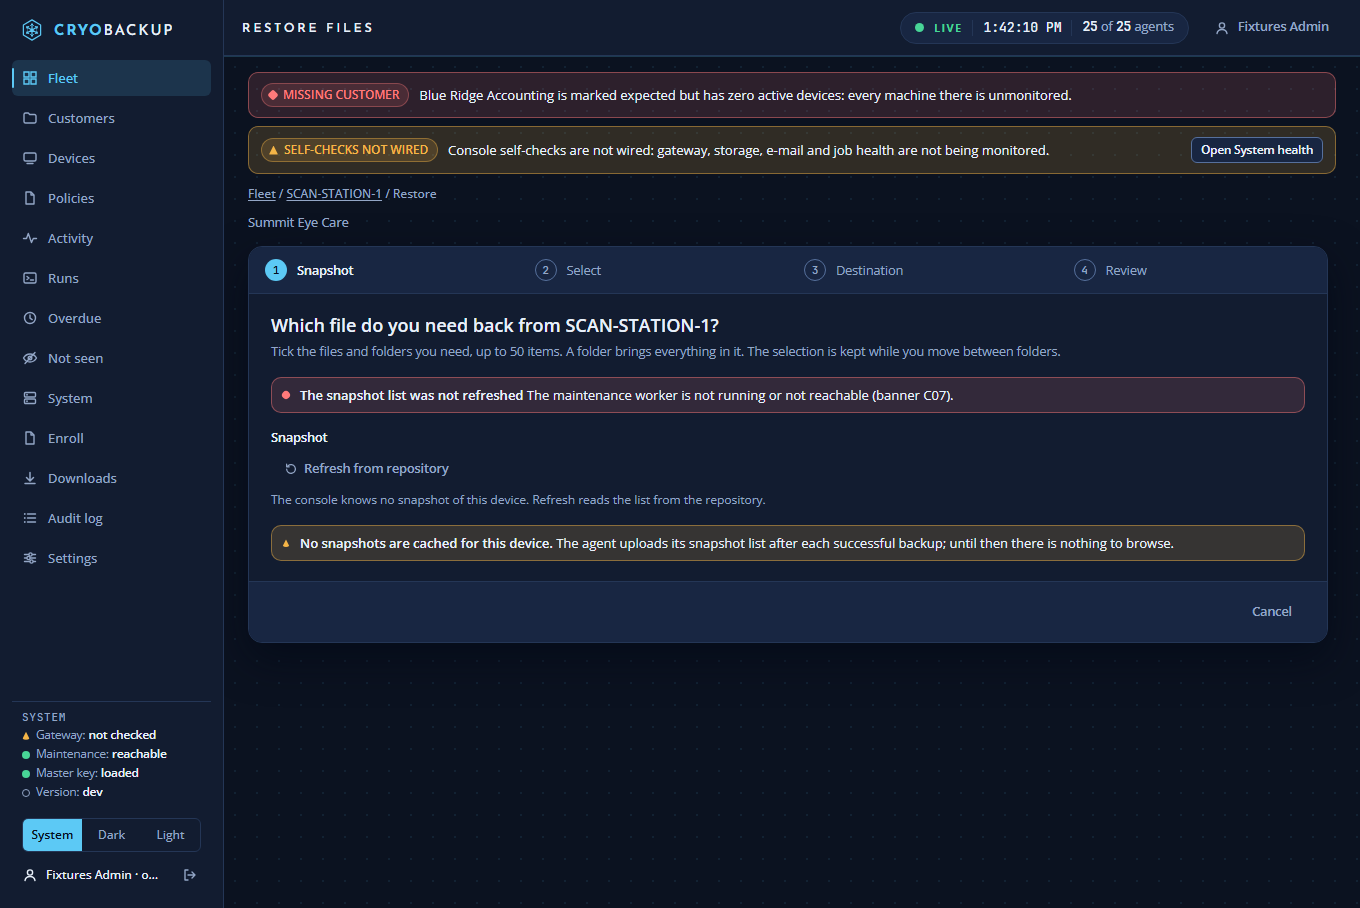 CRYOBACKUP
RESTORE FILES
LIVE 1:42:10 PM 25 of 25 agents
Fixtures Admin
Fleet
Customers
Devices
Policies
Activity
Runs
Overdue
Not seen
System
Enroll
Downloads
Audit log
Settings
MISSING CUSTOMER Blue Ridge Accounting is marked expected but has zero active devices: every machine there is unmonitored.
SELF-CHECKS NOT WIRED Console self-checks are not wired: gateway, storage, e-mail and job health are not being monitored. Open System health
Fleet / SCAN-STATION-1 / Restore
Summit Eye Care
1 Snapshot 2 Select 3 Destination 4 Review
Which file do you need back from SCAN-STATION-1?
Tick the files and folders you need, up to 50 items. A folder brings everything in it. The selection is kept while you move between folders.
The snapshot list was not refreshed The maintenance worker is not running or not reachable (banner C07).
Snapshot
Refresh from repository
The console knows no snapshot of this device. Refresh reads the list from the repository.
No snapshots are cached for this device. The agent uploads its snapshot list after each successful backup; until then there is nothing to browse.
Cancel
SYSTEM
Gateway: not checked
Maintenance: reachable
Master key: loaded
Version: dev
System Dark Light
Fixtures Admin · o...